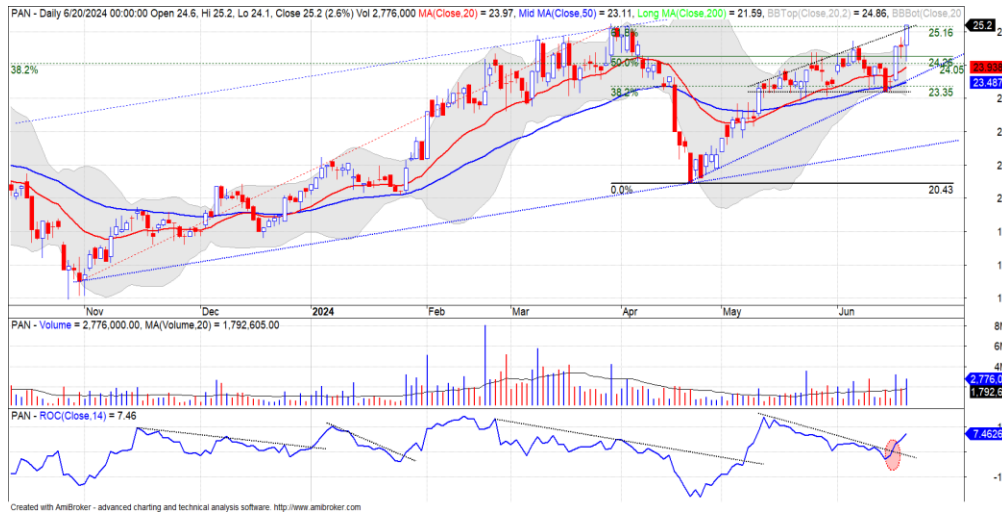 PAN - Daily 6/20/2024 00:00:00 Open 24.6, Hi 25.2, Lo 24.1, Close 25.2 (2.6%) Vol 2,776,000 MA(Close,20) = 23.97, Mid MA(Close,50) = 23.11, Long MA(Close,200) = 21.59, BBTop(Close,20,2) = 24.86, BBBot(Close,20
25.2
61.8% 25.16
50.0% 24.25
38.2% 24.05
23.938
23.487
38.2% 23.35
0.0% 20.43
Nov Dec 2024 Feb Mar Apr May Jun
PAN - Volume = 2,776,000.00, MA(Volume,20) = 1,792,605.00
8M
6M
4M
2,776,0
1,792,6
PAN - ROC(Close,14) = 7.46
7.4626
Created with AmiBroker - advanced charting and technical analysis software. http://www.amibroker.com